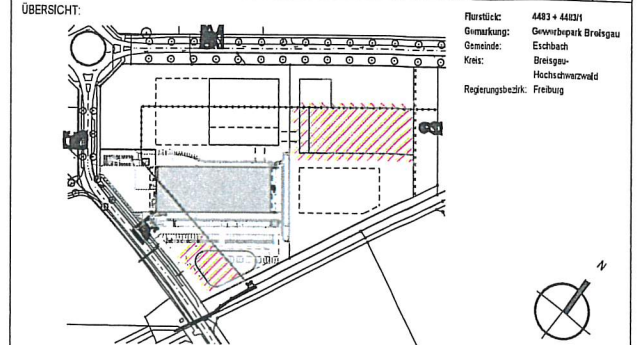 ÜBERSICHT:
Flurstück: 4483 + 4483/1
Gemarkung: Gewerbepark Breisgau
Gemeinde: Eschbach
Kreis: Breisgau-
Hochschwarzwald
Regierungsbezirk: Freiburg
N